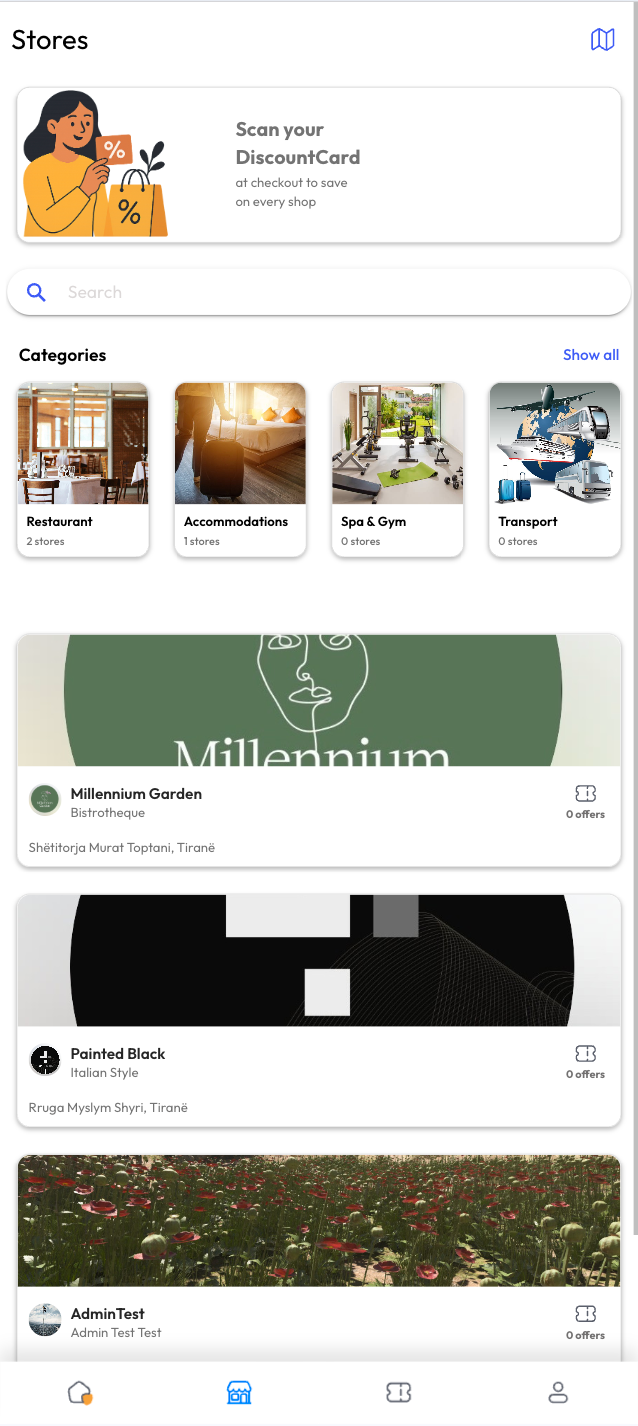 Stores
Scan your
DiscountCard
at checkout to save
on every shop
%
%
Search
Categories
Show all
Restaurant
2 stores
Accommodations
1 stores
Spa & Gym
0 stores
Transport
0 stores
Millennium
Millennium Garden
Bistrotheque
0 offers
Shëtitorja Murat Toptani, Tiranë
Painted Black
Italian Style
0 offers
Rruga Myslym Shyri, Tiranë
AdminTest
Admin Test Test
0 offers